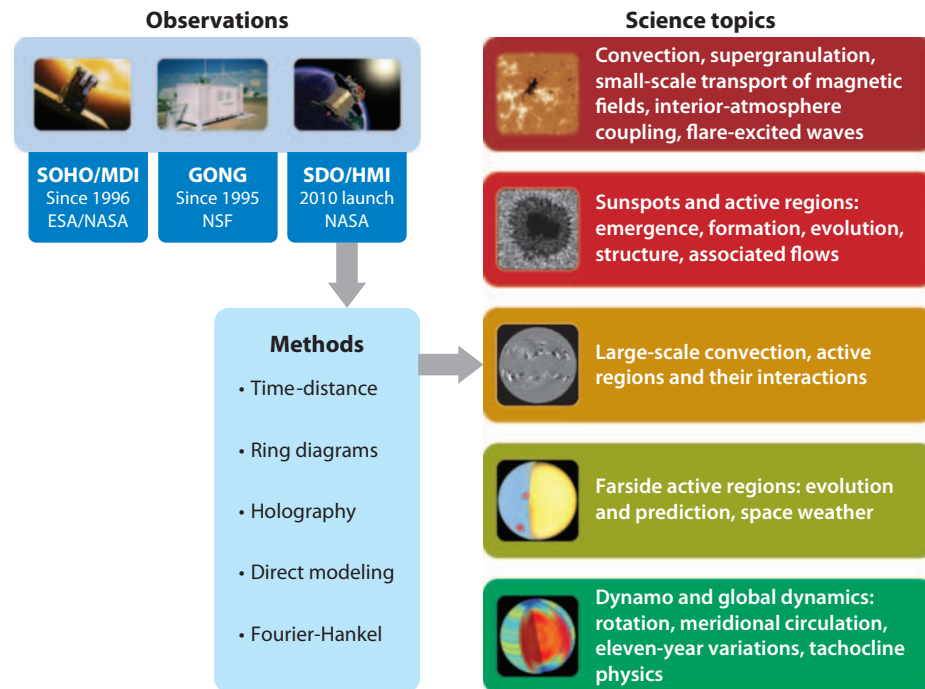 Observations
SOHO/MDI
Since 1996
ESA/NASA
GONG
Since 1995
NSF
SDO/HMI
2010 launch
NASA
Methods
• Time-distance
• Ring diagrams
• Holography
• Direct modeling
• Fourier-Hankel
Science topics
Convection, supergranulation,
small-scale transport of magnetic
fields, interior-atmosphere
coupling, flare-excited waves
Sunspots and active regions:
emergence, formation, evolution,
structure, associated flows
Large-scale convection, active
regions and their interactions
Farside active regions: evolution
and prediction, space weather
Dynamo and global dynamics:
rotation, meridional circulation,
eleven-year variations, tachocline
physics